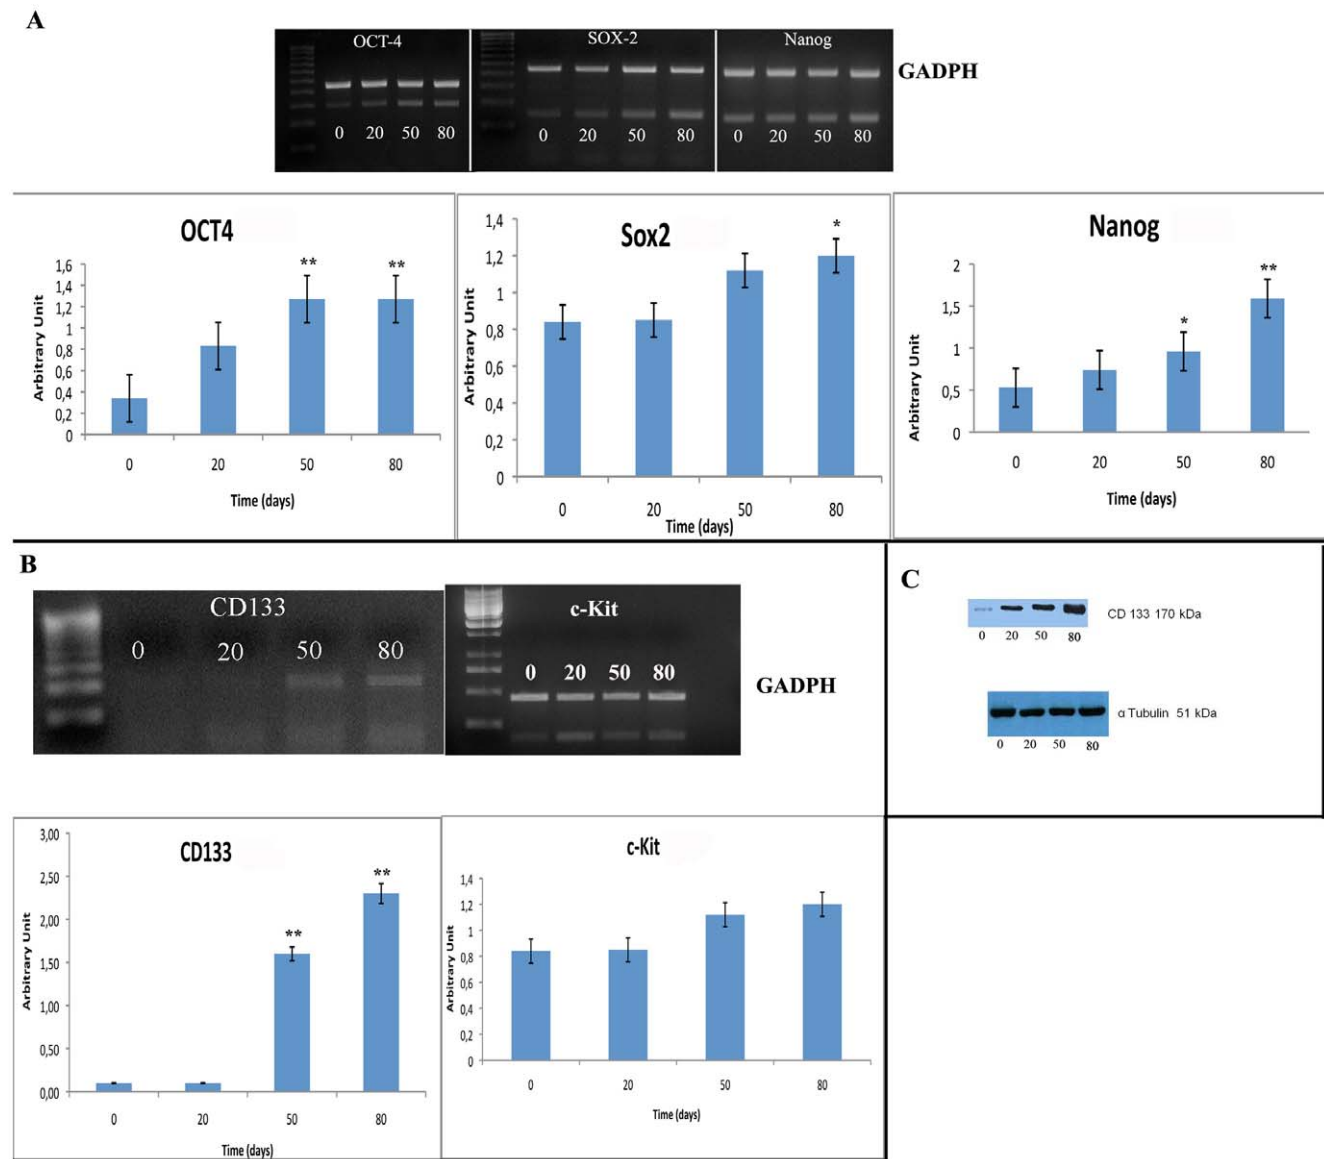 A
OCT-4
SOX-2
Nanog
GADPH
0 20 50 80
0 20 50 80
0 20 50 80
OCT4
Arbitrary Unit
1,6
1,4
1,2
1
0,8
0,6
0,4
0,2
0
** **
0 20 50 80
Time (days)
Sox2
Arbitrary Unit
1,4
1,2
1
0,8
0,6
0,4
0,2
0
*
0 20 50 80
Time (days)
Nanog
Arbitrary Unit
2
1,5
1
0,5
0
* **
0 20 50 80
Time (days)
B
CD133
0 20 50 80
c-Kit
0 20 50 80
GADPH
C
CD 133 170 kDa
0 20 50 80
α Tubulin 51 kDa
0 20 50 80
CD133
Arbitrary Unit
3,00
2,50
2,00
1,50
1,00
0,50
0,00
** **
0 20 50 80
Time (days)
c-Kit
Arbitrary Unit
1,4
1,2
1
0,8
0,6
0,4
0,2
0
0 20 50 80
Time (days)